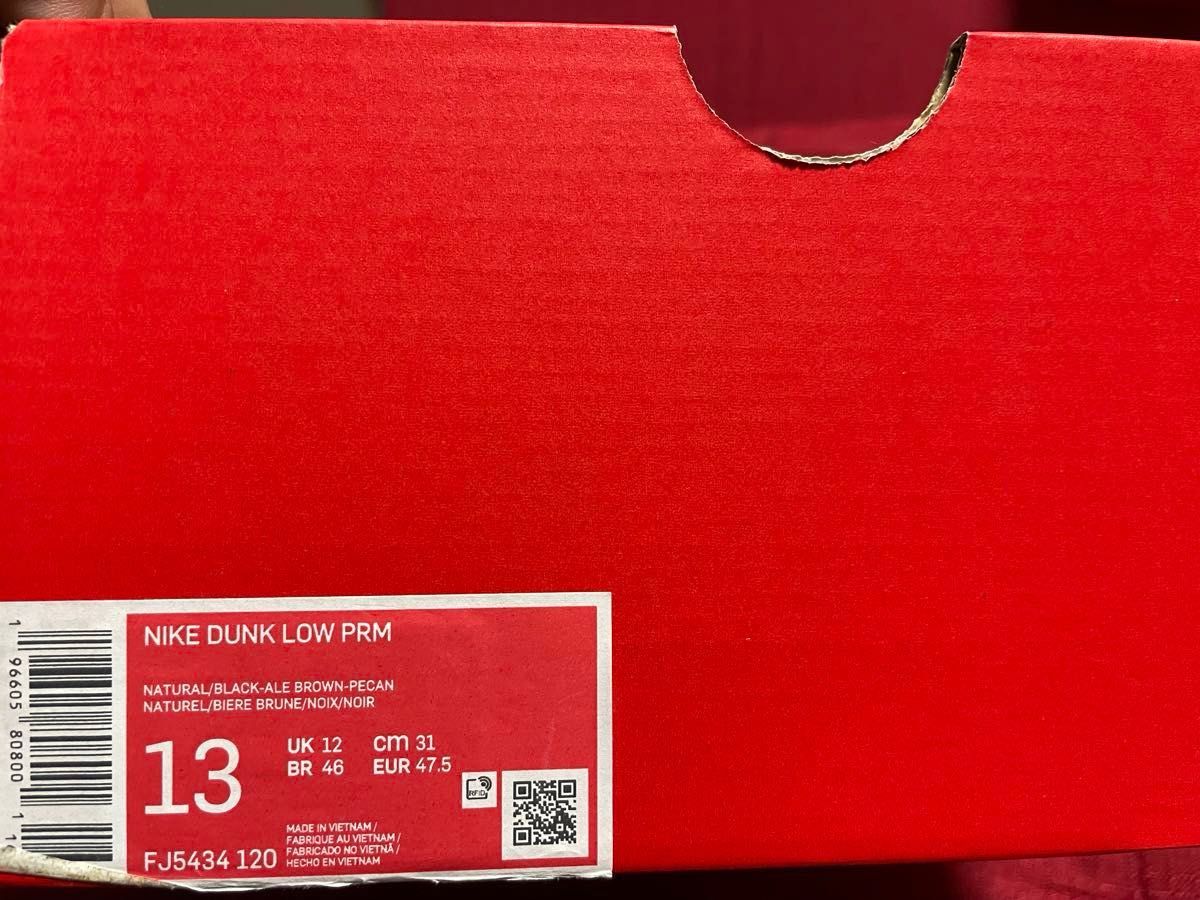 NIKE DUNK LOW PRM
NATURAL/BLACK-ALE BROWN-PECAN
NATUREL/BIERE BRUNE/NOIX/NOIR
13
UK 12 cm 31
BR 46 EUR 47.5
RFID
MADE IN VIETNAM /
FABRIQUE AU VIETNAM /
FABRICADO NO VIETNÃ /
HECHO EN VIETNAM
FJ5434 120
1 96605 80800 1